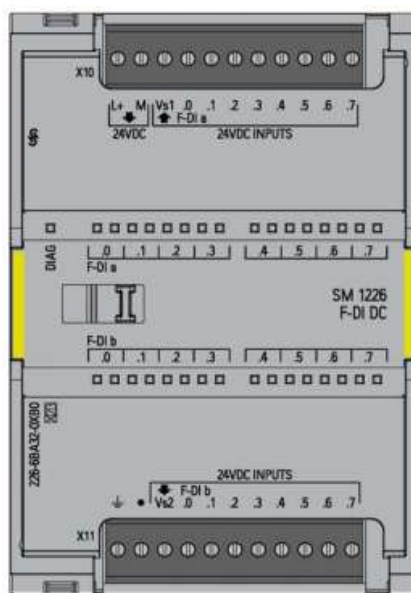 X10
L+ M Vs1 .0 .1 .2 .3 .4 .5 .6 .7
F-DI a
24VDC 24VDC INPUTS
DIAG
.0 .1 .2 .3 .4 .5 .6 .7
F-DI a
SM 1226
F-DI DC
F-DI b
.0 .1 .2 .3 .4 .5 .6 .7
226-6BA32-0XB0
24VDC INPUTS
F-DI b
Vs2 .0 .1 .2 .3 .4 .5 .6 .7
X11